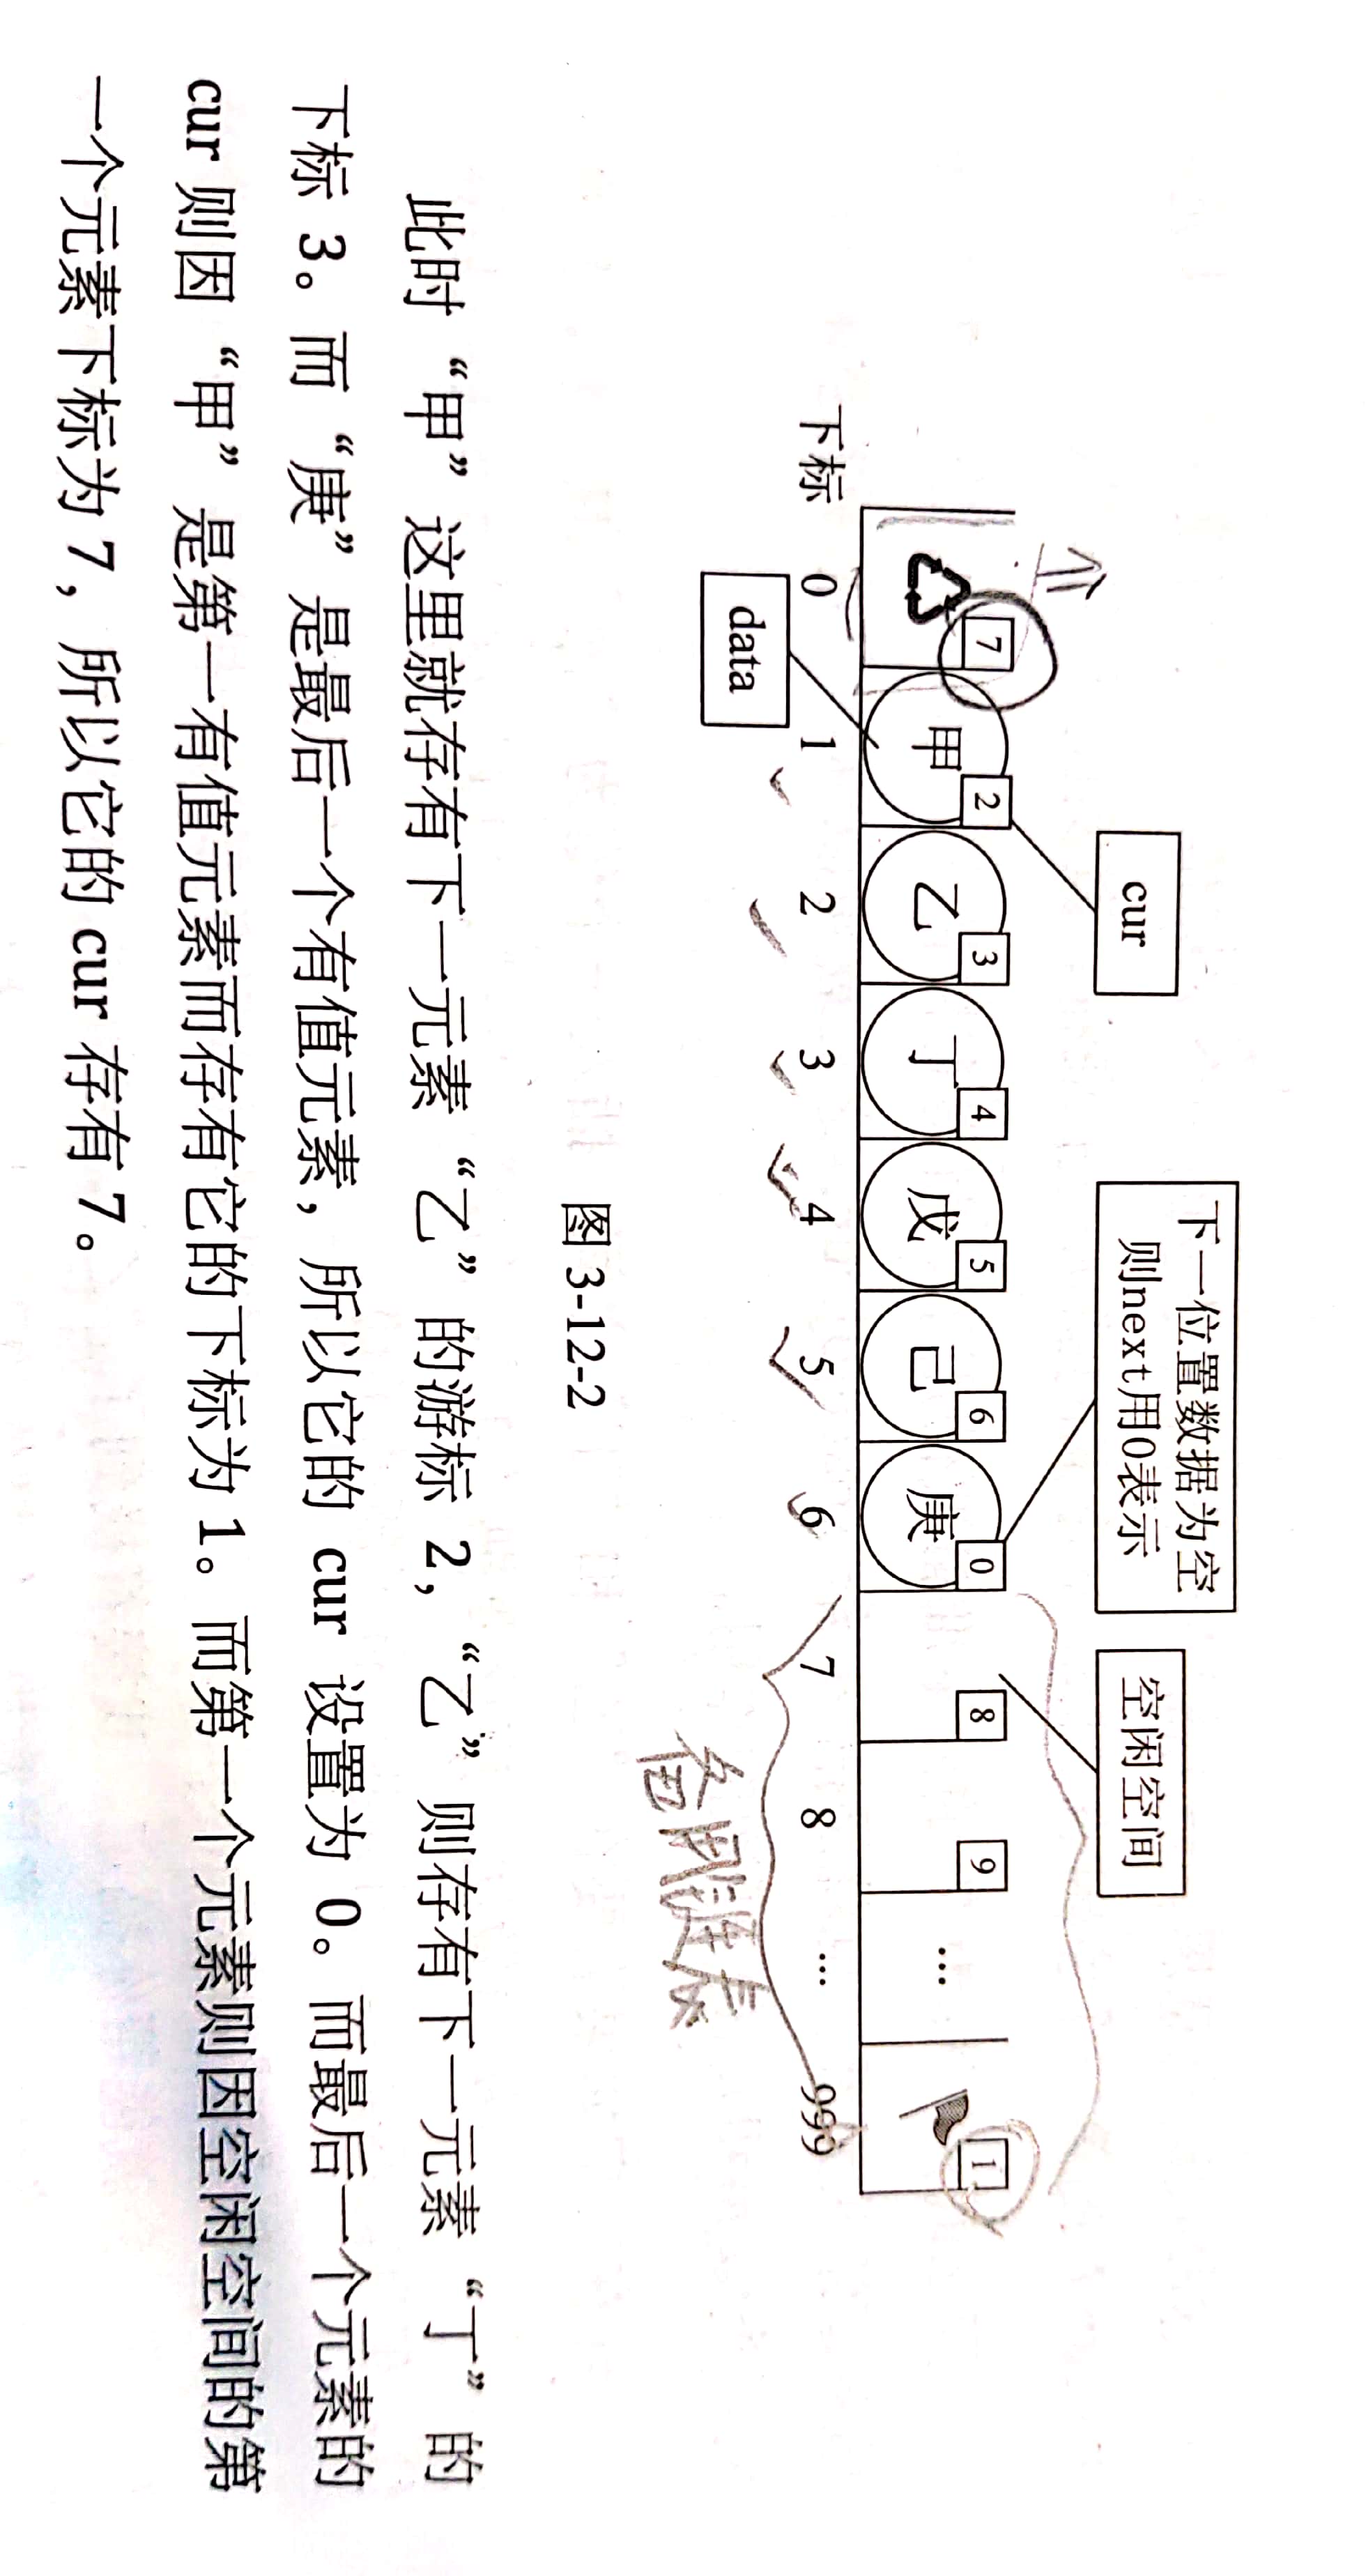 下一位置数据为空
则next用0表示
cur
空闲空间
7 2 3 4 5 6 0 8 9 1
甲 乙 丁 戊 己 庚 …
下标 0 1 2 3 4 5 6 7 8 … 999
data
备用链表
图 3-12-2
此时“甲”这里就存有下一元素“乙”的游标 2，“乙”则存有下一元素“丁”的
下标 3。而“庚”是最后一个有值元素，所以它的 cur 设置为 0。而最后一个元素的
cur 则因“甲”是第一有值元素而存有它的下标为 1。而第一个元素则因空闲空间的第
一个元素下标为 7，所以它的 cur 存有 7。